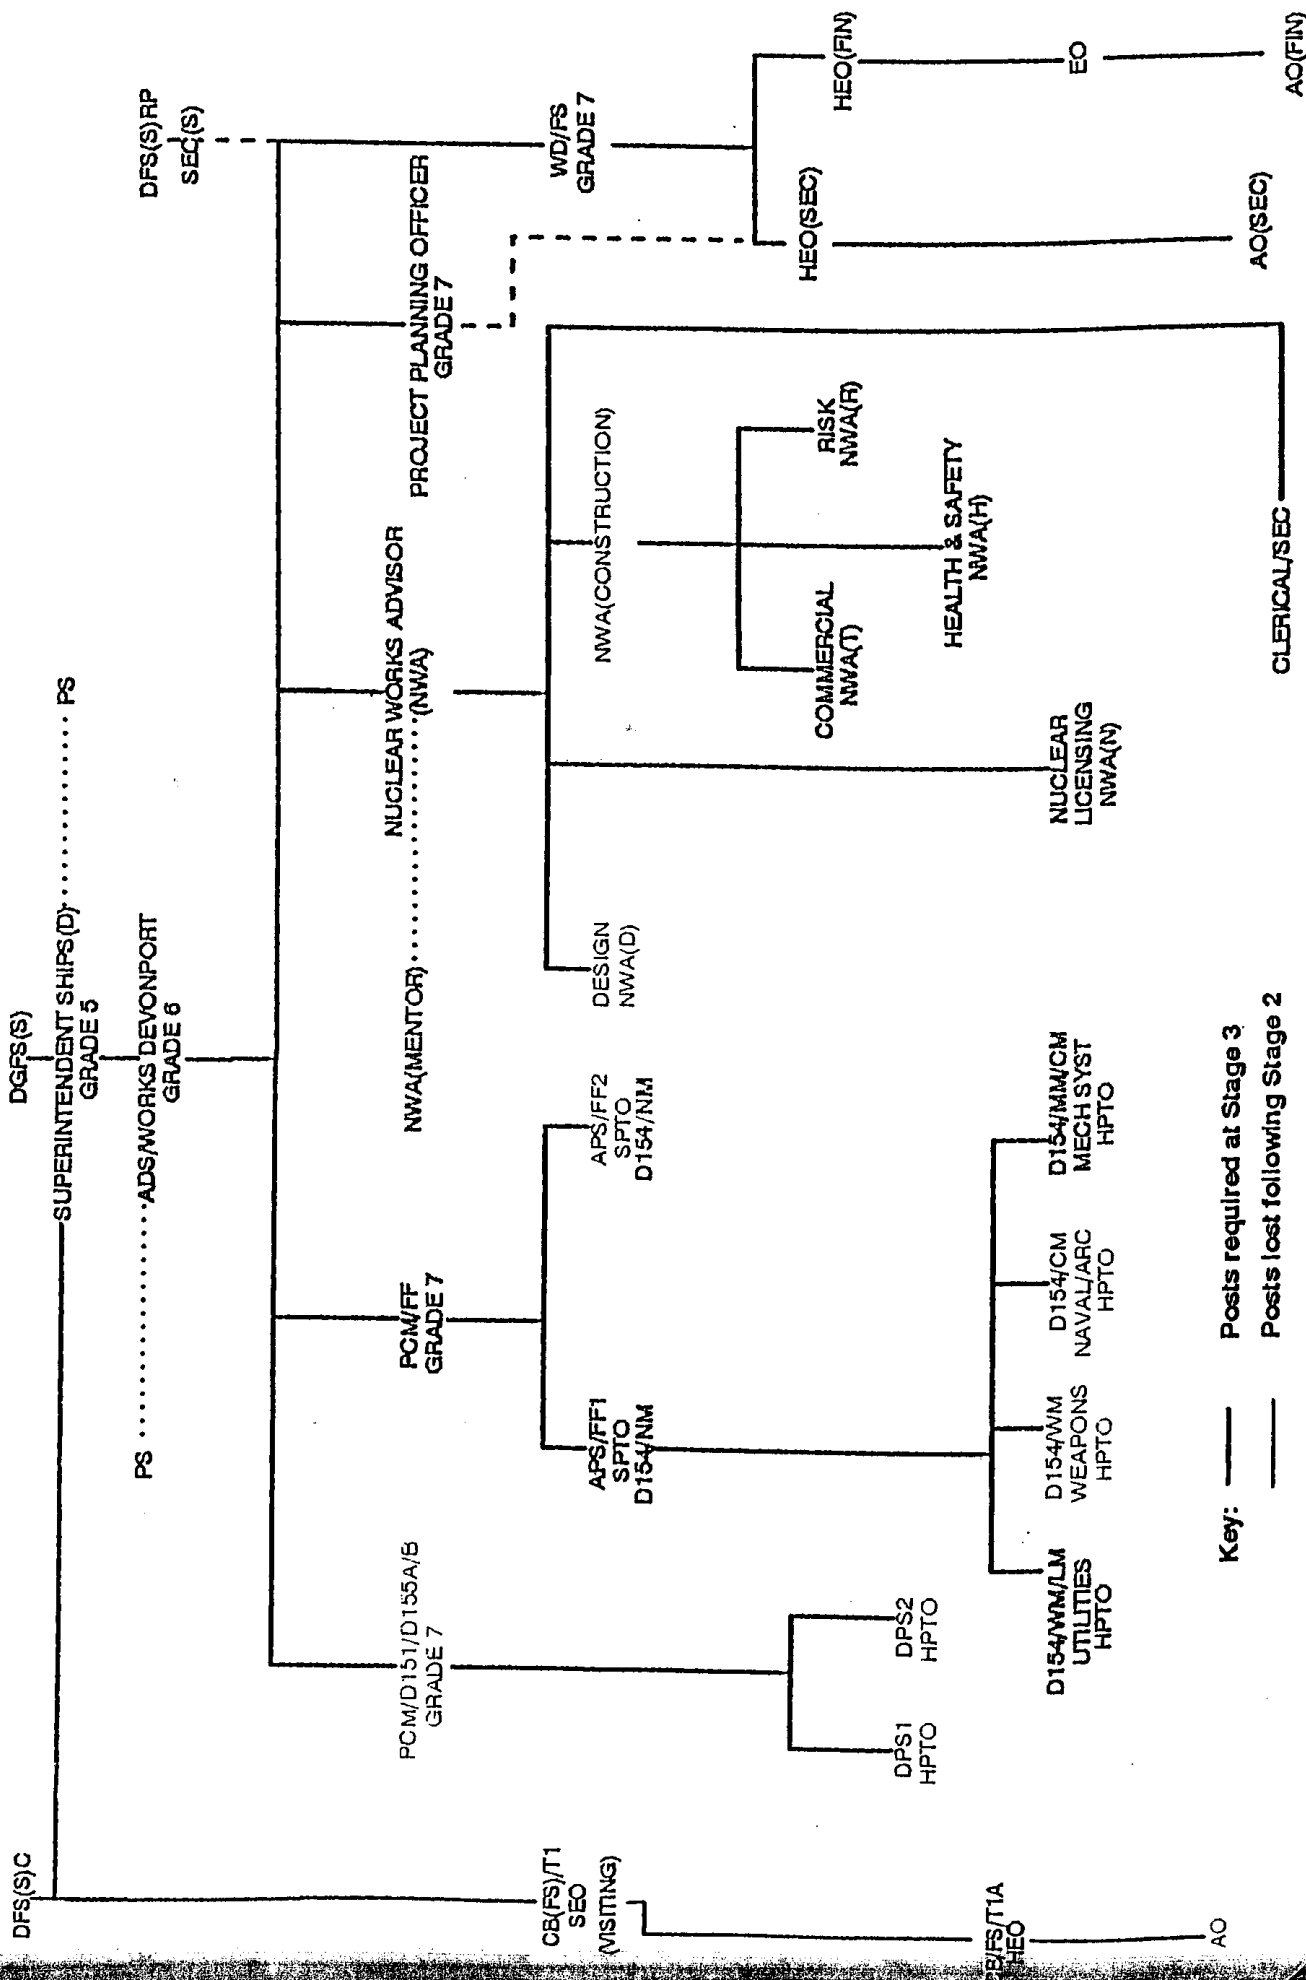 DFS(S)C
DGFS(S)
SUPERINTENDENT SHIPS(D) ............. PS
GRADE 5
PS ................ ADS/WORKS DEVONPORT
GRADE 6
DFS(S)RP
SEC(S)
PCM/D151/D155A/B
GRADE 7
PCM/FF
GRADE 7
NWA(MENTOR)
NUCLEAR WORKS ADVISOR
(NWA)
PROJECT PLANNING OFFICER
GRADE 7
CB(FS)/T1
SEO
(VISITING)
APS/FF1
SPTO
D154/NM
APS/FF2
SPTO
D154/NM
DESIGN
NWA(D)
NWA(CONSTRUCTION)
WD/FS
GRADE 7
COMMERCIAL
NWA(T)
RISK
NWA(R)
HEO(SEC)
HEO(FIN)
DPS1
HPTO
DPS2
HPTO
HEALTH & SAFETY
NWA(H)
/FS/T1A
HEO
D154/WM/LM
UTILITIES
HPTO
D154/WM
WEAPONS
HPTO
D154/CM
NAVAL/ARC
HPTO
D154/MM/CM
MECH SYST
HPTO
NUCLEAR
LICENSING
NWA(N)
EO
AO
CLERICAL/SEC
AO(SEC)
AO(FIN)
Key: Posts required at Stage 3
Posts lost following Stage 2